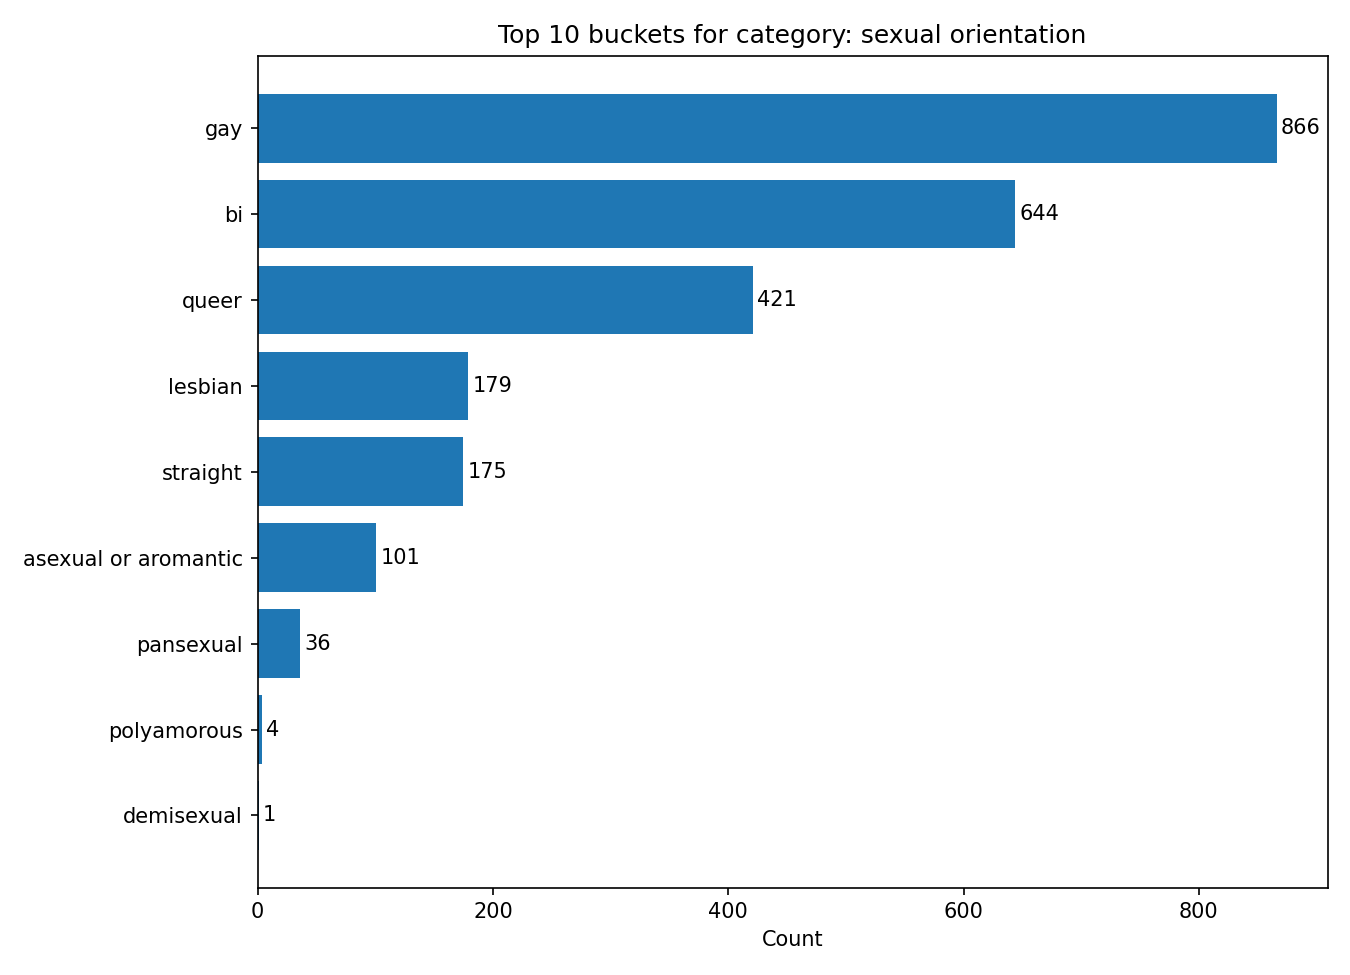 Top 10 buckets for category: sexual orientation
gay 866
bi 644
queer 421
lesbian 179
straight 175
asexual or aromantic 101
pansexual 36
polyamorous 4
demisexual 1
0 200 400 600 800
Count